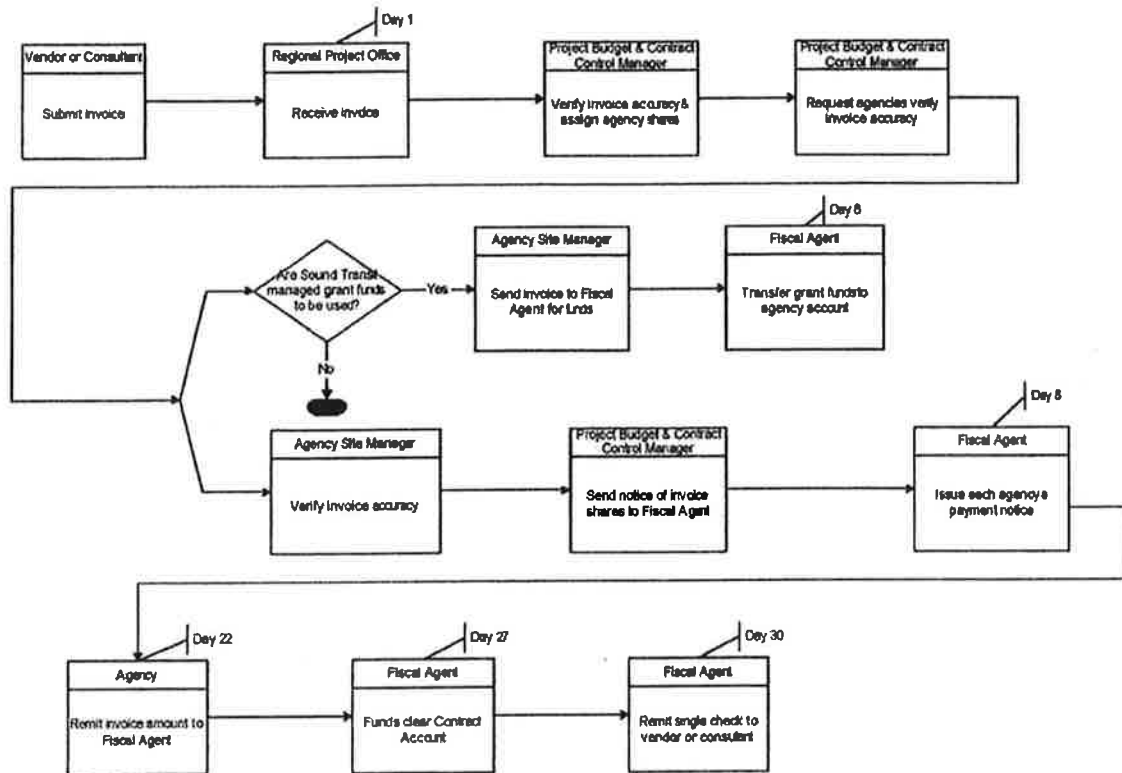 Day 1
Vendor or Consultant
Submit Invoice
Regional Project Office
Receive Invoice
Project Budget & Contract
Control Manager
Verify Invoice accuracy &
assign agency shares
Project Budget & Contract
Control Manager
Request agencies verify
invoice accuracy
Are Sound Transit
managed grant funds
to be used?
Yes
No
Agency Site Manager
Send invoice to Fiscal
Agent for funds
Day 6
Fiscal Agent
Transfer grant funds to
agency account
Agency Site Manager
Verify Invoice accuracy
Project Budget & Contract
Control Manager
Send notice of invoice
shares to Fiscal Agent
Day 8
Fiscal Agent
Issue each agency a
payment notice
Day 22
Agency
Remit invoice amount to
Fiscal Agent
Day 27
Fiscal Agent
Funds clear Contract
Account
Day 30
Fiscal Agent
Remit single check to
vendor or consultant